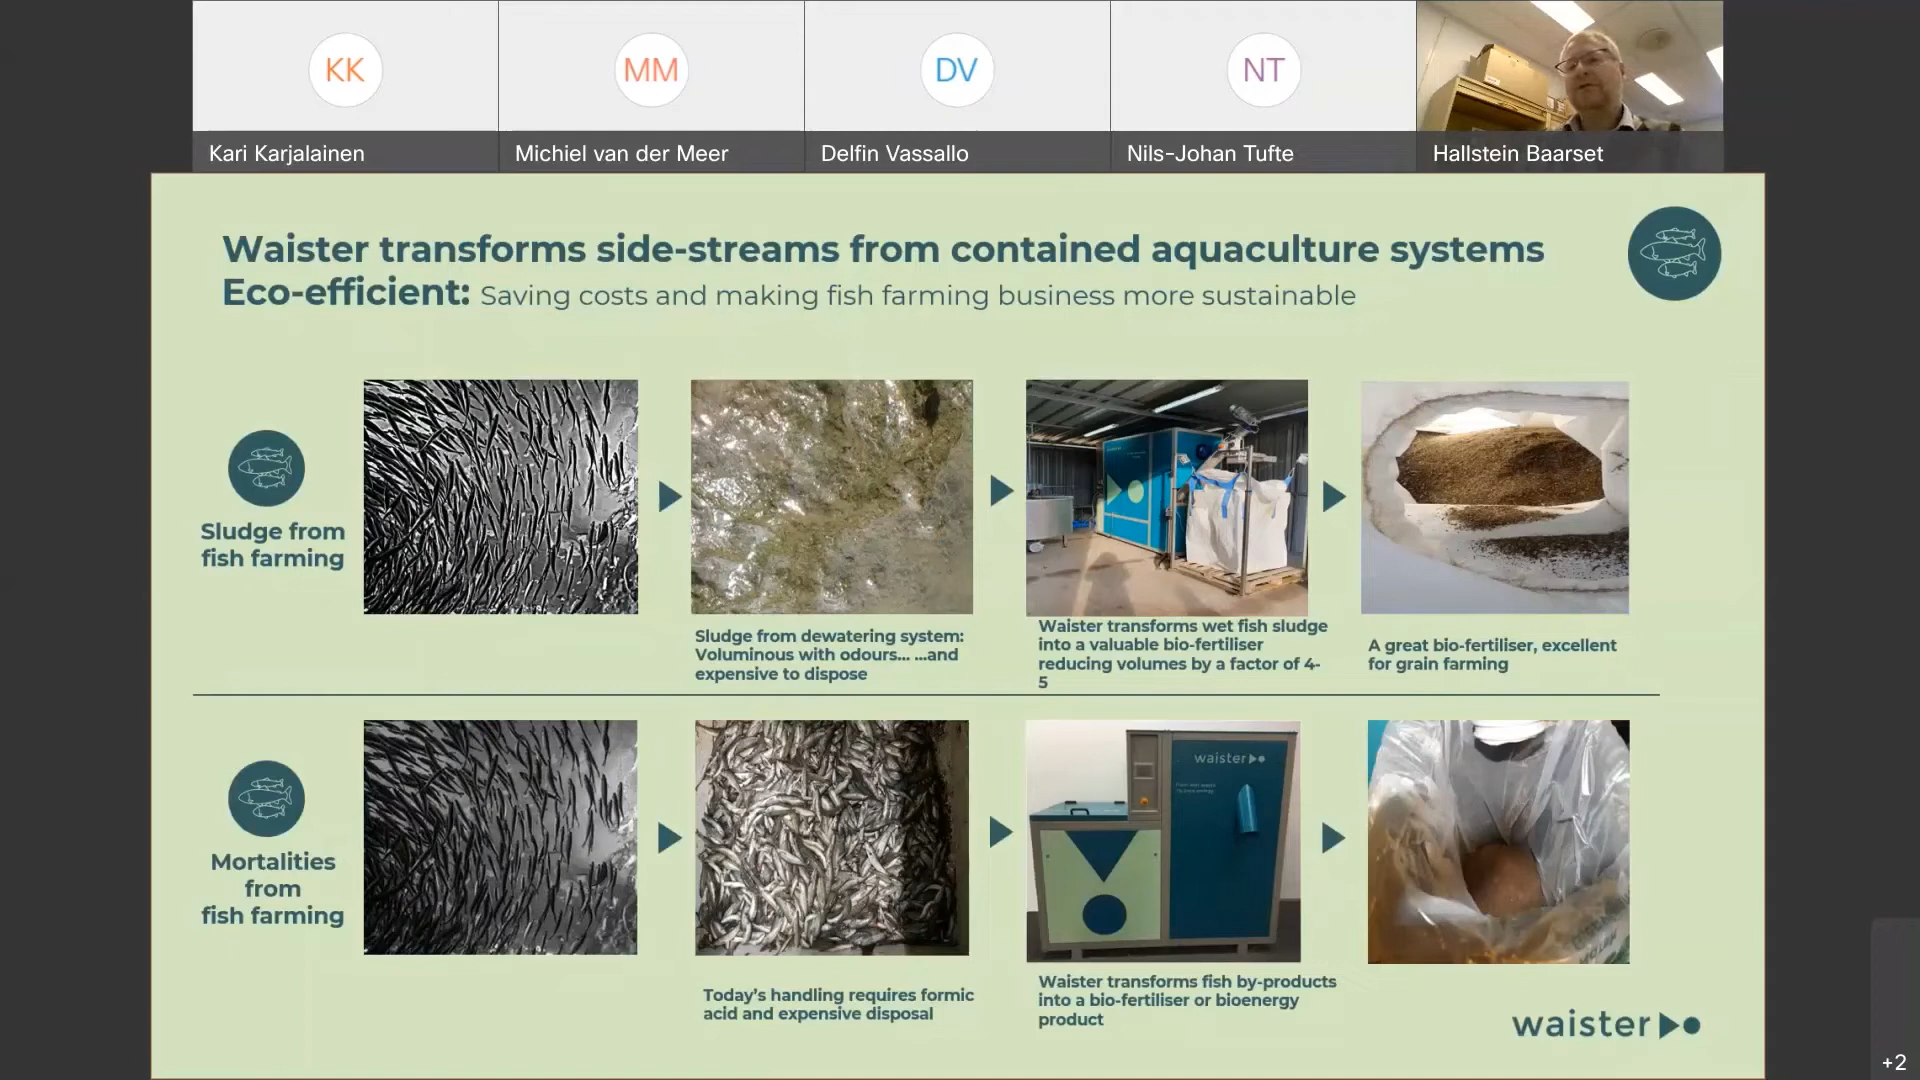 KK
MM
DV
NT
Kari Karjalainen
Michiel van der Meer
Delfin Vassallo
Nils-Johan Tufte
Hallstein Baarset
Waister transforms side-streams from contained aquaculture systems
Eco-efficient: Saving costs and making fish farming business more sustainable
Sludge from
fish farming
Sludge from dewatering system:
Voluminous with odours... ...and
expensive to dispose
Waister transforms wet fish sludge
into a valuable bio-fertiliser
reducing volumes by a factor of 4-
5
A great bio-fertiliser, excellent
for grain farming
Mortalities
from
fish farming
waister
Today's handling requires formic
acid and expensive disposal
Waister transforms fish by-products
into a bio-fertiliser or bioenergy
product
waister
+2